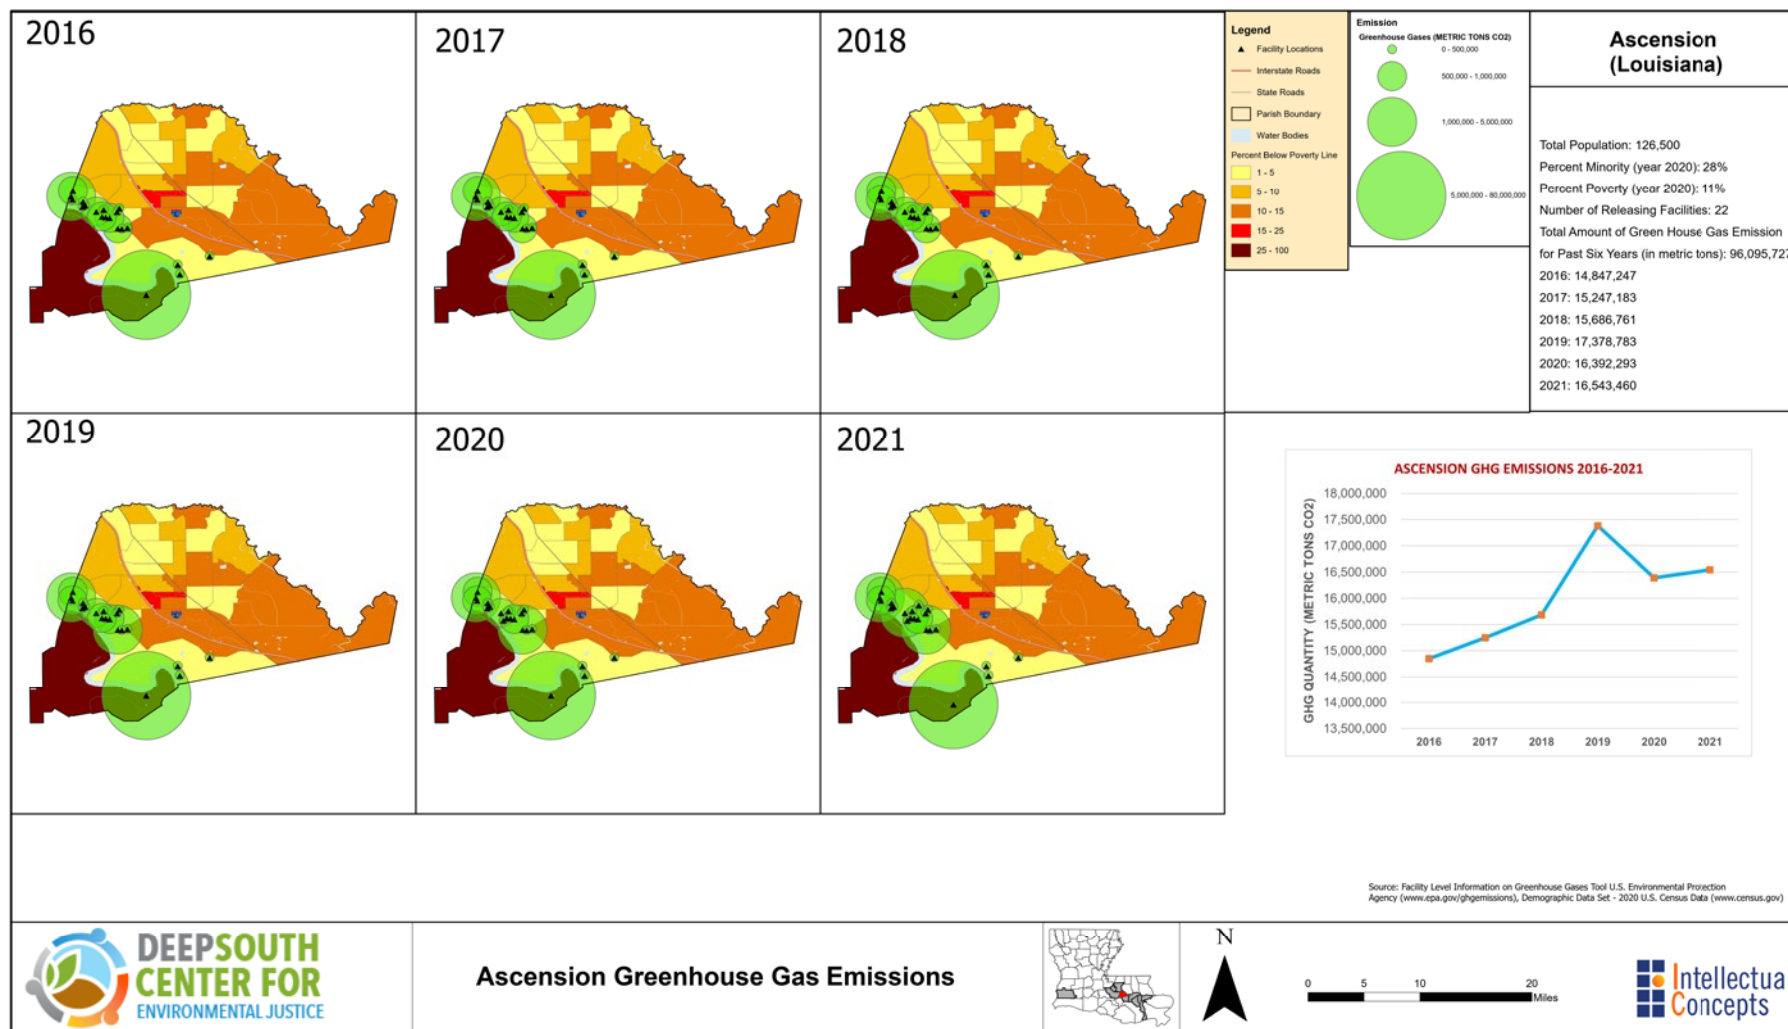 2016
2017
2018
2019
2020
2021
Legend
Facility Locations
Interstate Roads
State Roads
Parish Boundary
Water Bodies
Percent Below Poverty Line
1 - 5
5 - 10
10 - 15
15 - 25
25 - 100
Emission
Greenhouse Gases (METRIC TONS CO2)
0 - 500,000
500,000 - 1,000,000
1,000,000 - 5,000,000
5,000,000 - 80,000,000
Ascension
(Louisiana)
Total Population: 126,500
Percent Minority (year 2020): 28%
Percent Poverty (year 2020): 11%
Number of Releasing Facilities: 22
Total Amount of Green House Gas Emission
for Past Six Years (in metric tons): 96,095,727
2016: 14,847,247
2017: 15,247,183
2018: 15,686,761
2019: 17,378,783
2020: 16,392,293
2021: 16,543,460
ASCENSION GHG EMISSIONS 2016-2021
GHG QUANTITY (METRIC TONS CO2)
18,000,000
17,500,000
17,000,000
16,500,000
16,000,000
15,500,000
15,000,000
14,500,000
14,000,000
13,500,000
2016 2017 2018 2019 2020 2021
Source: Facility Level Information on Greenhouse Gases Tool U.S. Environmental Protection
Agency (www.epa.gov/ghgemissions), Demographic Data Set - 2020 U.S. Census Data (www.census.gov)
DEEPSOUTH
CENTER FOR
ENVIRONMENTAL JUSTICE
Ascension Greenhouse Gas Emissions
N
0 5 10 20
Miles
Intellectua
Concepts